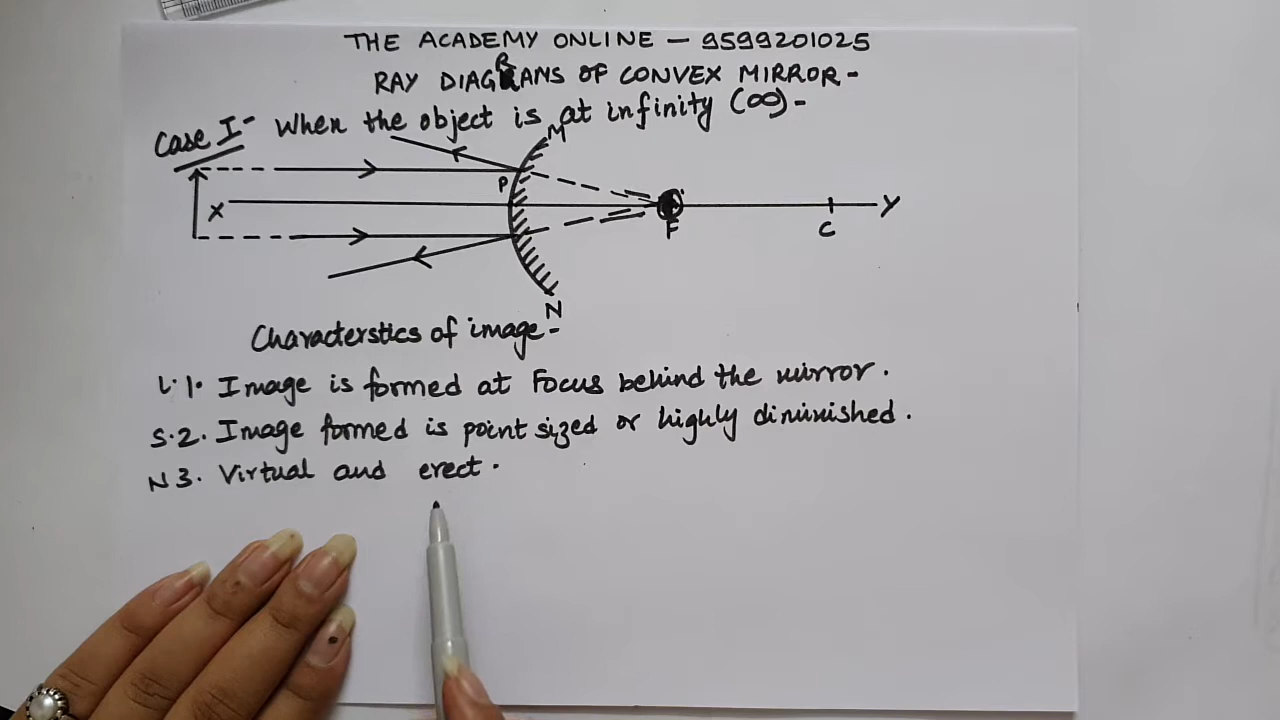 THE ACADEMY ONLINE - 9599201025
RAY DIAGRANS OF CONVEX MIRROR-
Case I- When the object is at infinity (∞)-
M
P
X
Y
F
C
N
Characterstics of image-
L.1. Image is formed at Focus behind the mirror.
S.2. Image formed is point sized or highly diminished.
N 3. Virtual and erect.